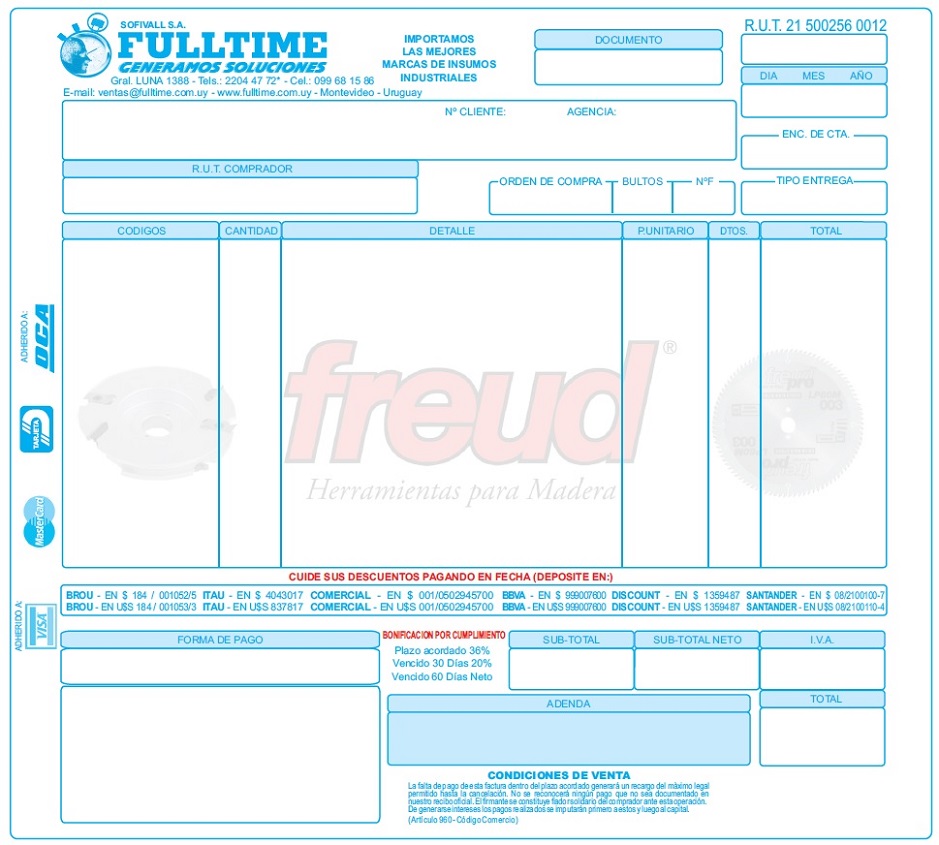 SOFIVALL S.A.
FULLTIME
GENERAMOS SOLUCIONES
Gral. LUNA 1388 - Tels.: 2204 47 72* - Cel.: 099 68 15 86
E-mail: ventas@fulltime.com.uy - www.fulltime.com.uy - Montevideo - Uruguay
IMPORTAMOS
LAS MEJORES
MARCAS DE INSUMOS
INDUSTRIALES
DOCUMENTO
R.U.T. 21 500256 0012
DIA MES AÑO
Nº CLIENTE: AGENCIA:
ENC. DE CTA.
R.U.T. COMPRADOR
ORDEN DE COMPRA BULTOS NºF
TIPO ENTREGA
CODIGOS CANTIDAD DETALLE P.UNITARIO DTOS. TOTAL
ADHERIDO A:
OCA
TARJETA
D
MasterCard
ADHERIDO A:
VISA
freud®
Herramientas para Madera
pro
LP80M
003
freud
CUIDE SUS DESCUENTOS PAGANDO EN FECHA (DEPOSITE EN:)
BROU - EN $ 184 / 001052/5 ITAU - EN $ 4043017 COMERCIAL - EN $ 001/0502945700 BBVA - EN $ 999007600 DISCOUNT - EN $ 1359487 SANTANDER - EN $ 08/2100100-7
BROU - EN U$S 184 / 001053/3 ITAU - EN U$S 837817 COMERCIAL - EN U$S 001/0502945700 BBVA - EN U$S 999007600 DISCOUNT - EN U$S 1359487 SANTANDER - EN U$S 08/2100110-4
FORMA DE PAGO
BONIFICACION POR CUMPLIMIENTO
Plazo acordado 36%
Vencido 30 Días 20%
Vencido 60 Días Neto
SUB-TOTAL SUB-TOTAL NETO I.V.A.
ADENDA
TOTAL
CONDICIONES DE VENTA
La falta de pago de esta factura dentro del plazo acordado generará un recargo del máximo legal
permitido hasta la cancelación. No se reconocerá ningún pago que no sea documentado en
nuestro recibo oficial. El firmante se constituye fiador solidario del comprador ante esta operación.
De generarse intereses los pagos realizados se imputarán primero a estos y luego al capital.
(Artículo 960 - Código Comercio)